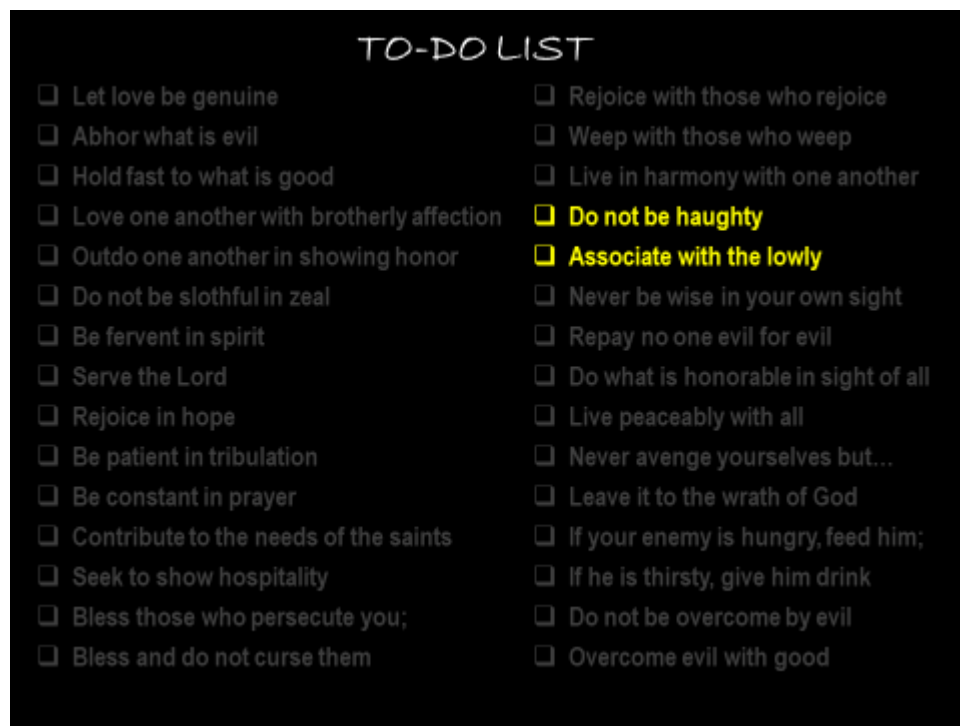 TO-DO LIST
Let love be genuine
Abhor what is evil
Hold fast to what is good
Love one another with brotherly affection
Outdo one another in showing honor
Do not be slothful in zeal
Be fervent in spirit
Serve the Lord
Rejoice in hope
Be patient in tribulation
Be constant in prayer
Contribute to the needs of the saints
Seek to show hospitality
Bless those who persecute you;
Bless and do not curse them
Rejoice with those who rejoice
Weep with those who weep
Live in harmony with one another
Do not be haughty
Associate with the lowly
Never be wise in your own sight
Repay no one evil for evil
Do what is honorable in sight of all
Live peaceably with all
Never avenge yourselves but...
Leave it to the wrath of God
If your enemy is hungry, feed him;
If he is thirsty, give him drink
Do not be overcome by evil
Overcome evil with good